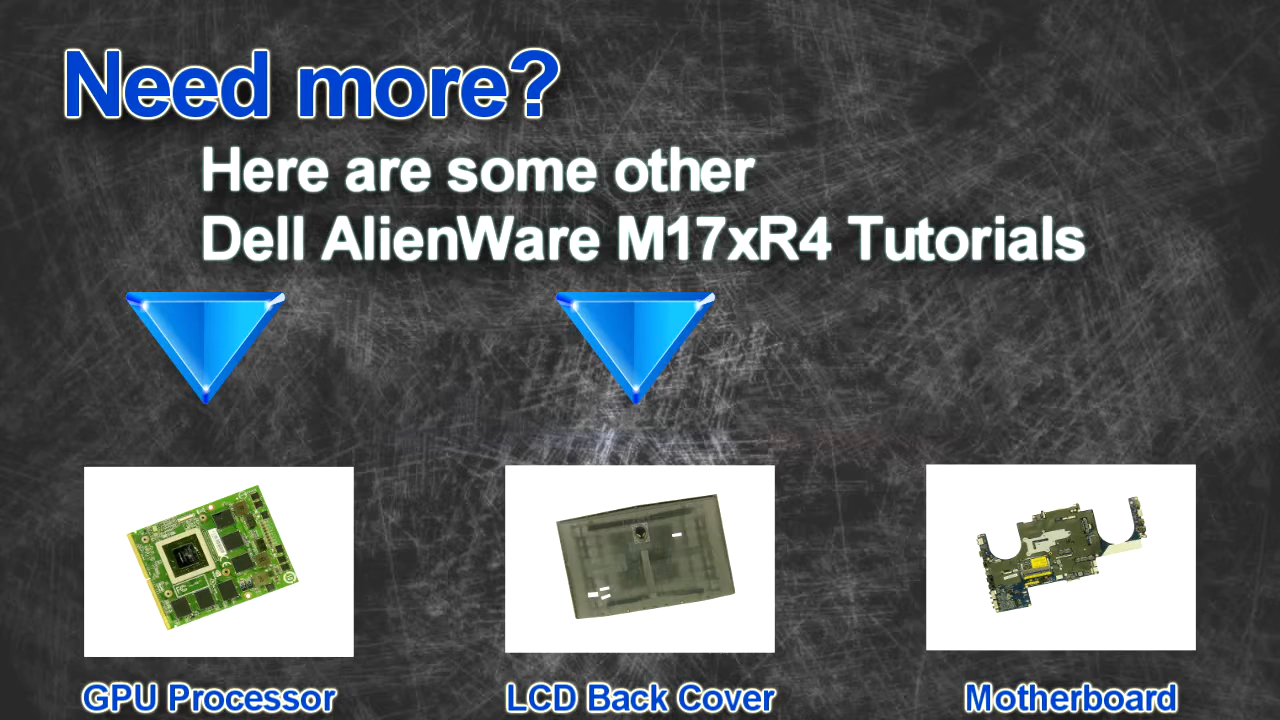 Need more?
Here are some other
Dell AlienWare M17xR4 Tutorials
GPU Processor
LCD Back Cover
Motherboard